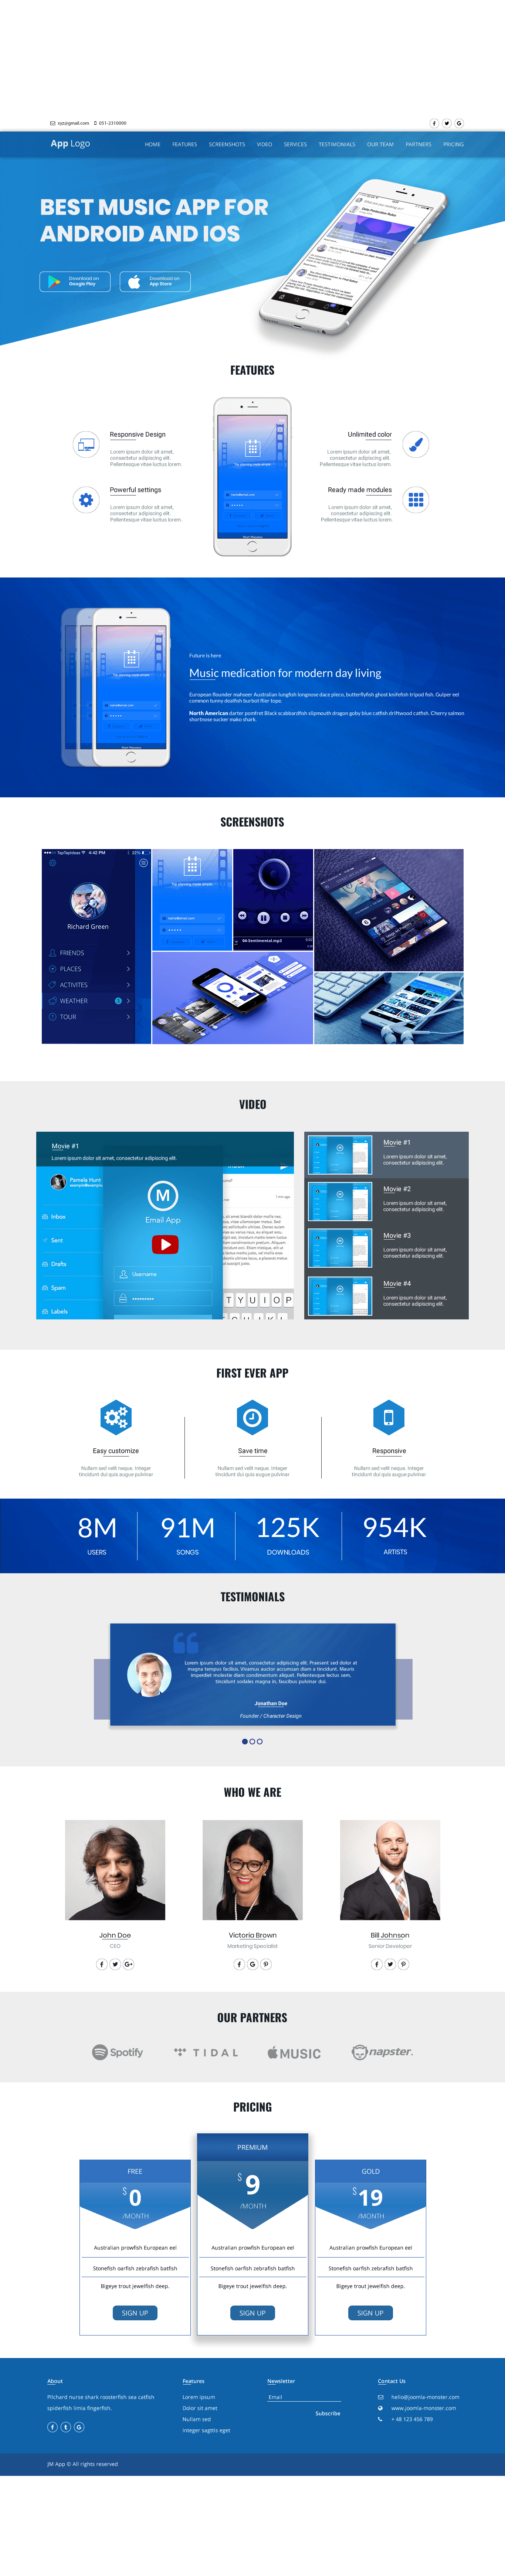 xyz@gmail.com 051-2310000
App Logo HOME FEATURES SCREENSHOTS VIDEO SERVICES TESTIMONIALS OUR TEAM PARTNERS PRICING
BEST MUSIC APP FOR
ANDROID AND IOS
Download on
Google Play
Download on
App Store
FEATURES
Responsive Design
Lorem ipsum dolor sit amet,
consectetur adipiscing elit.
Pellentesque vitae luctus lorem.
Powerful settings
Lorem ipsum dolor sit amet,
consectetur adipiscing elit.
Pellentesque vitae luctus lorem.
Unlimited color
Lorem ipsum dolor sit amet,
consectetur adipiscing elit.
Pellentesque vitae luctus lorem.
Ready made modules
Lorem ipsum dolor sit amet,
consectetur adipiscing elit.
Pellentesque vitae luctus lorem.
Future is here
Music medication for modern day living
European flounder mahseer Australian lungfish longnose dace pleco, butterflyfish ghost knifefish tripod fish. Gulper eel
common tunny dealfish burbot flier tope.
North American darter pomfret Black scabbardfish slipmouth dragon goby blue catfish driftwood catfish. Cherry salmon
shortnose sucker mako shark.
SCREENSHOTS
TapTapIdeas 4:42 PM 22%
Richard Green
FRIENDS
PLACES
ACTIVITES
WEATHER 3
TOUR
The planning made simple.
name@email.com
06-Sentimental.mp3
VIDEO
Movie #1
Lorem ipsum dolor sit amet, consectetur adipiscing elit.
Pamela Hunt
Inbox
Sent
Drafts
Spam
Labels
M
Email App
Username
T Y U I O P
Movie #1
Lorem ipsum dolor sit amet,
consectetur adipiscing elit.
Movie #2
Lorem ipsum dolor sit amet,
consectetur adipiscing elit.
Movie #3
Lorem ipsum dolor sit amet,
consectetur adipiscing elit.
Movie #4
Lorem ipsum dolor sit amet,
consectetur adipiscing elit.
FIRST EVER APP
Easy customize
Nullam sed velit neque. Integer
tincidunt dui quis augue pulvinar
Save time
Nullam sed velit neque. Integer
tincidunt dui quis augue pulvinar
Responsive
Nullam sed velit neque. Integer
tincidunt dui quis augue pulvinar
8M
USERS
91M
SONGS
125K
DOWNLOADS
954K
ARTISTS
TESTIMONIALS
Lorem ipsum dolor sit amet, consectetur adipiscing elit. Praesent sed dolor at
magna tempus facilisis. Vivamus auctor accumsan diam a tincidunt. Mauris
imperdiet molestie diam condimentum aliquet. Pellentesque lectus sem,
tincidunt sodales magna in, faucibus pulvinar dui.
Jonathan Doe
Founder / Character Design
WHO WE ARE
John Doe
CEO
Victoria Brown
Marketing Specialist
Bill Johnson
Senior Developer
OUR PARTNERS
Spotify TIDAL MUSIC napster.
PRICING
FREE
$0
/MONTH
Australian prowfish European eel
Stonefish oarfish zebrafish batfish
Bigeye trout jewelfish deep.
SIGN UP
PREMIUM
$9
/MONTH
Australian prowfish European eel
Stonefish oarfish zebrafish batfish
Bigeye trout jewelfish deep.
SIGN UP
GOLD
$19
/MONTH
Australian prowfish European eel
Stonefish oarfish zebrafish batfish
Bigeye trout jewelfish deep.
SIGN UP
About
Pilchard nurse shark roosterfish sea catfish
spiderfish limia fingerfish.
Features
Lorem ipsum
Dolor sit amet
Nullam sed
Integer sagttis eget
Newsletter
Email
Subscribe
Contact Us
hello@joomla-monster.com
www.joomla-monster.com
+ 48 123 456 789
JM App © All rights reserved